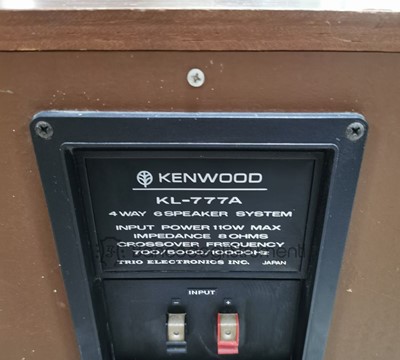 KENWOOD
KL-777A
4 WAY 6 SPEAKER SYSTEM
INPUT POWER 110W MAX
IMPEDANCE 8 OHMS
CROSSOVER FREQUENCY
700/5000/10000Hz
TRIO ELECTRONICS INC. JAPAN
INPUT